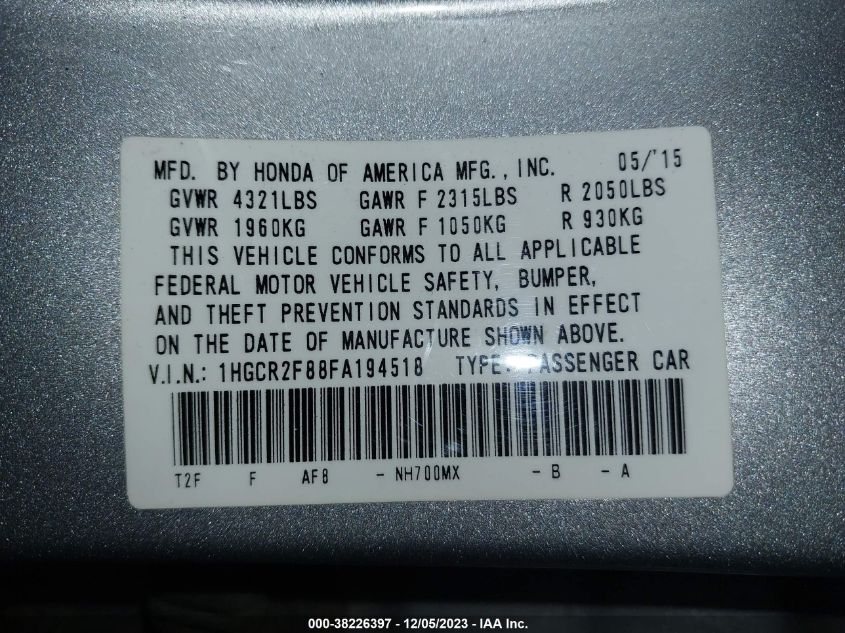 MFD. BY HONDA OF AMERICA MFG., INC. 05/'15
GVWR 4321LBS GAWR F 2315LBS R 2050LBS
GVWR 1960KG GAWR F 1050KG R 930KG
THIS VEHICLE CONFORMS TO ALL APPLICABLE
FEDERAL MOTOR VEHICLE SAFETY, BUMPER,
AND THEFT PREVENTION STANDARDS IN EFFECT
ON THE DATE OF MANUFACTURE SHOWN ABOVE.
V.I.N.: 1HGCR2F88FA194518 TYPE: PASSENGER CAR
T2F F AF8 - NH700MX - B - A
000-38226397 - 12/05/2023 - IAA Inc.